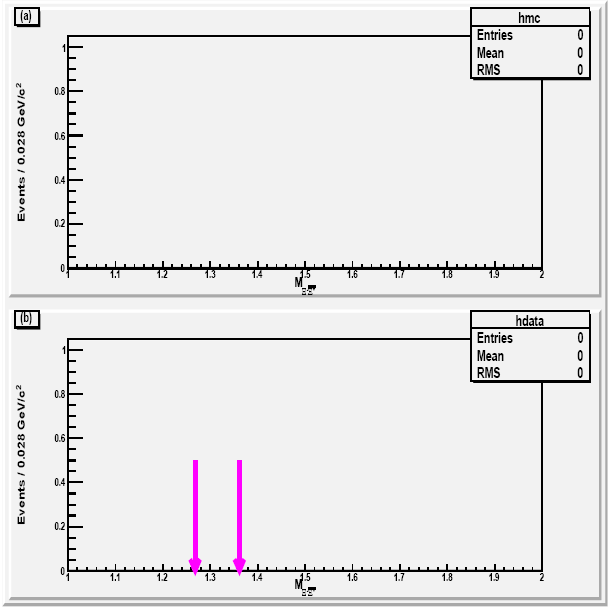 (a)
hmc
Entries 0
Mean 0
RMS 0
Events / 0.028 GeV/c²
1
0.8
0.6
0.4
0.2
0
1 1.1 1.2 1.3 1.4 1.5 1.6 1.7 1.8 1.9 2
M
(b)
hdata
Entries 0
Mean 0
RMS 0
Events / 0.028 GeV/c²
1
0.8
0.6
0.4
0.2
0
1 1.1 1.2 1.3 1.4 1.5 1.6 1.7 1.8 1.9 2
M